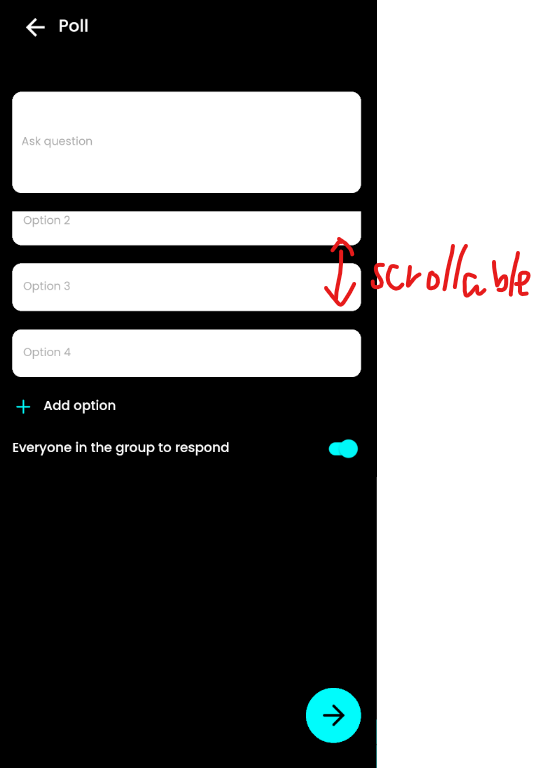 Poll
Ask question
Option 2
scrollable
Option 3
Option 4
Add option
Everyone in the group to respond